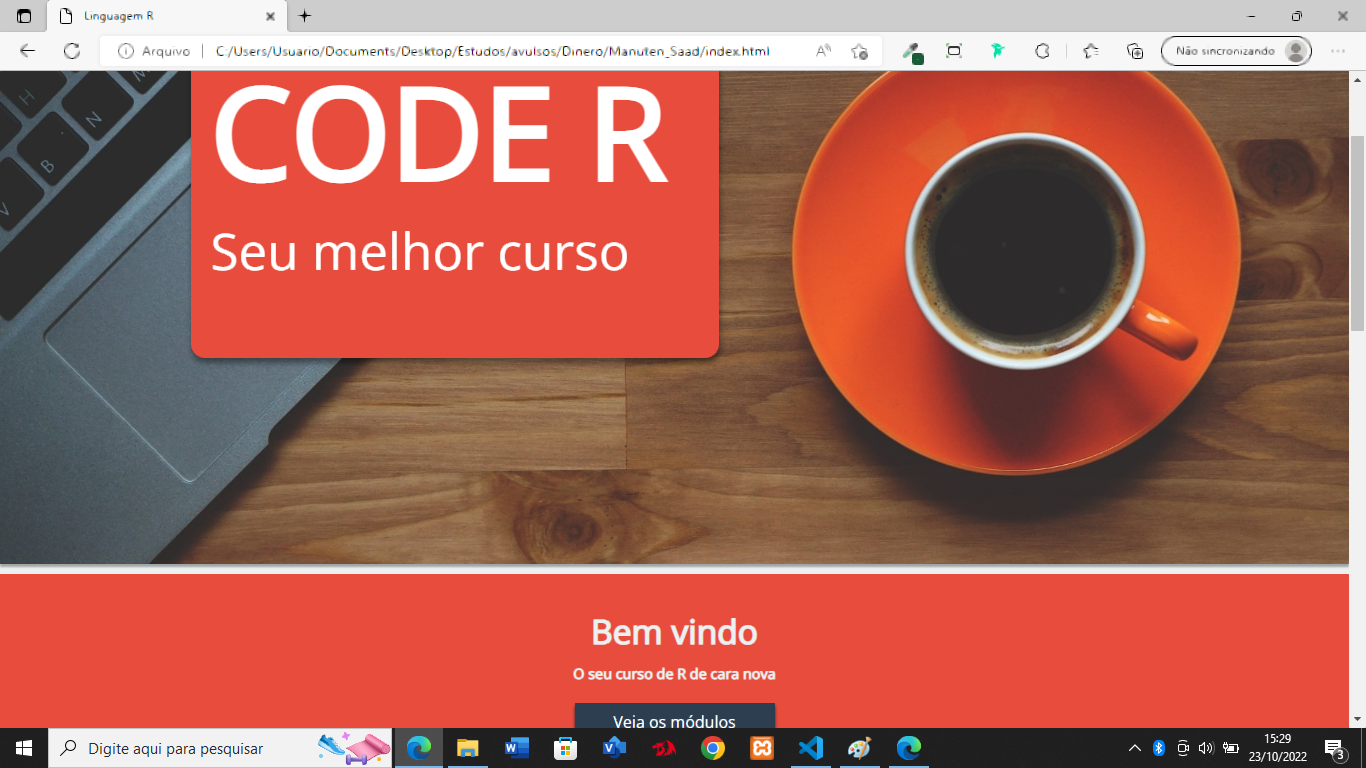 Linguagem R
Arquivo
C:/Users/Usuario/Documents/Desktop/Estudos/avulsos/Dinero/Manuten_Saad/index.html
Não sincronizando
H
N
B
V
CODE R
Seu melhor curso
Bem vindo
O seu curso de R de cara nova
Veja os módulos
Digite aqui para pesquisar
15:29
23/10/2022
3